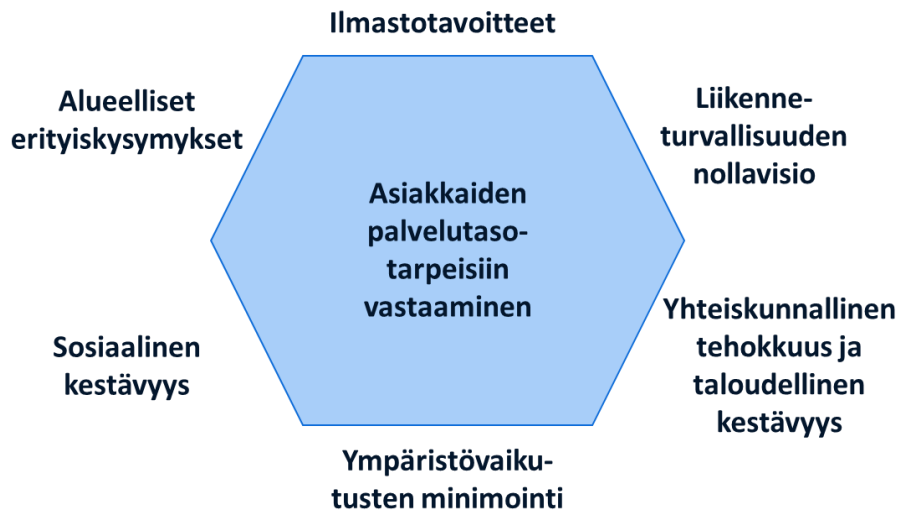 Ilmastotavoitteet
Alueelliset
erityiskysymykset
Liikenne-
turvallisuuden
nollavisio
Asiakkaiden
palvelutaso-
tarpeisiin
vastaaminen
Sosiaalinen
kestävyys
Yhteiskunnallinen
tehokkuus ja
taloudellinen
kestävyys
Ympäristövaiku-
tusten minimointi